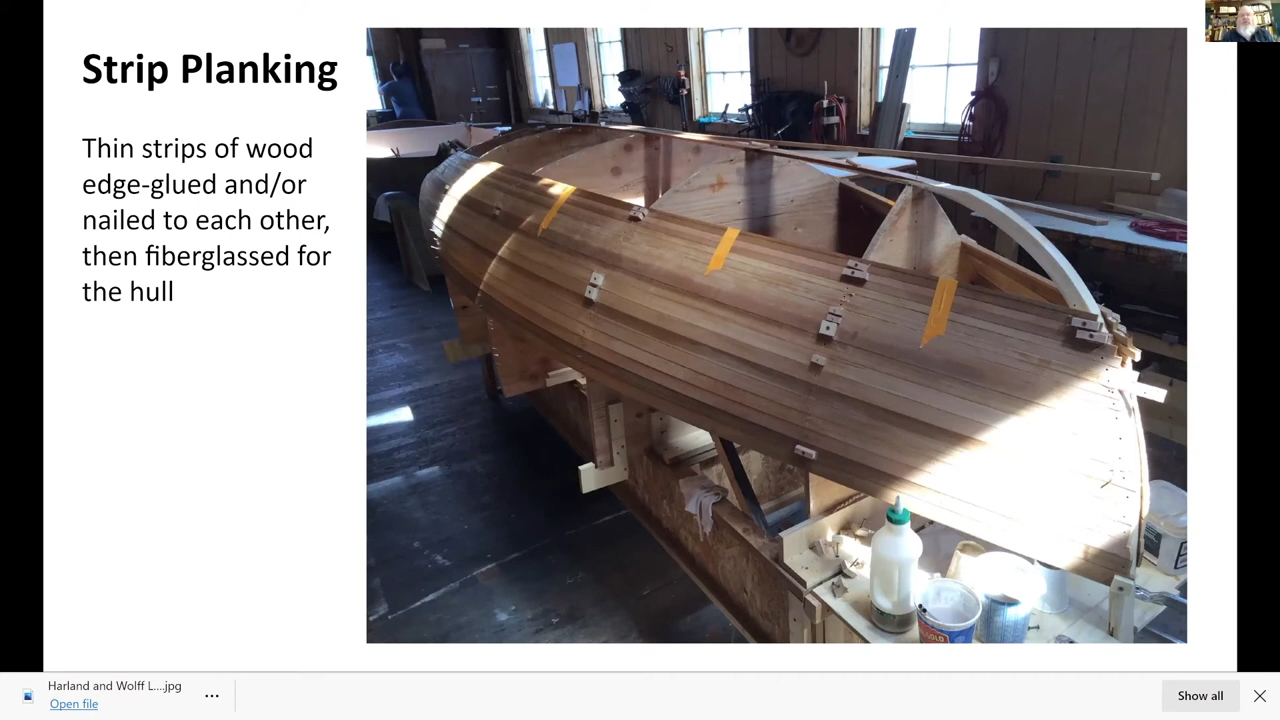 Strip Planking
Thin strips of wood
edge-glued and/or
nailed to each other,
then fiberglassed for
the hull
Harland and Wolff L....jpg
Open file
Show all